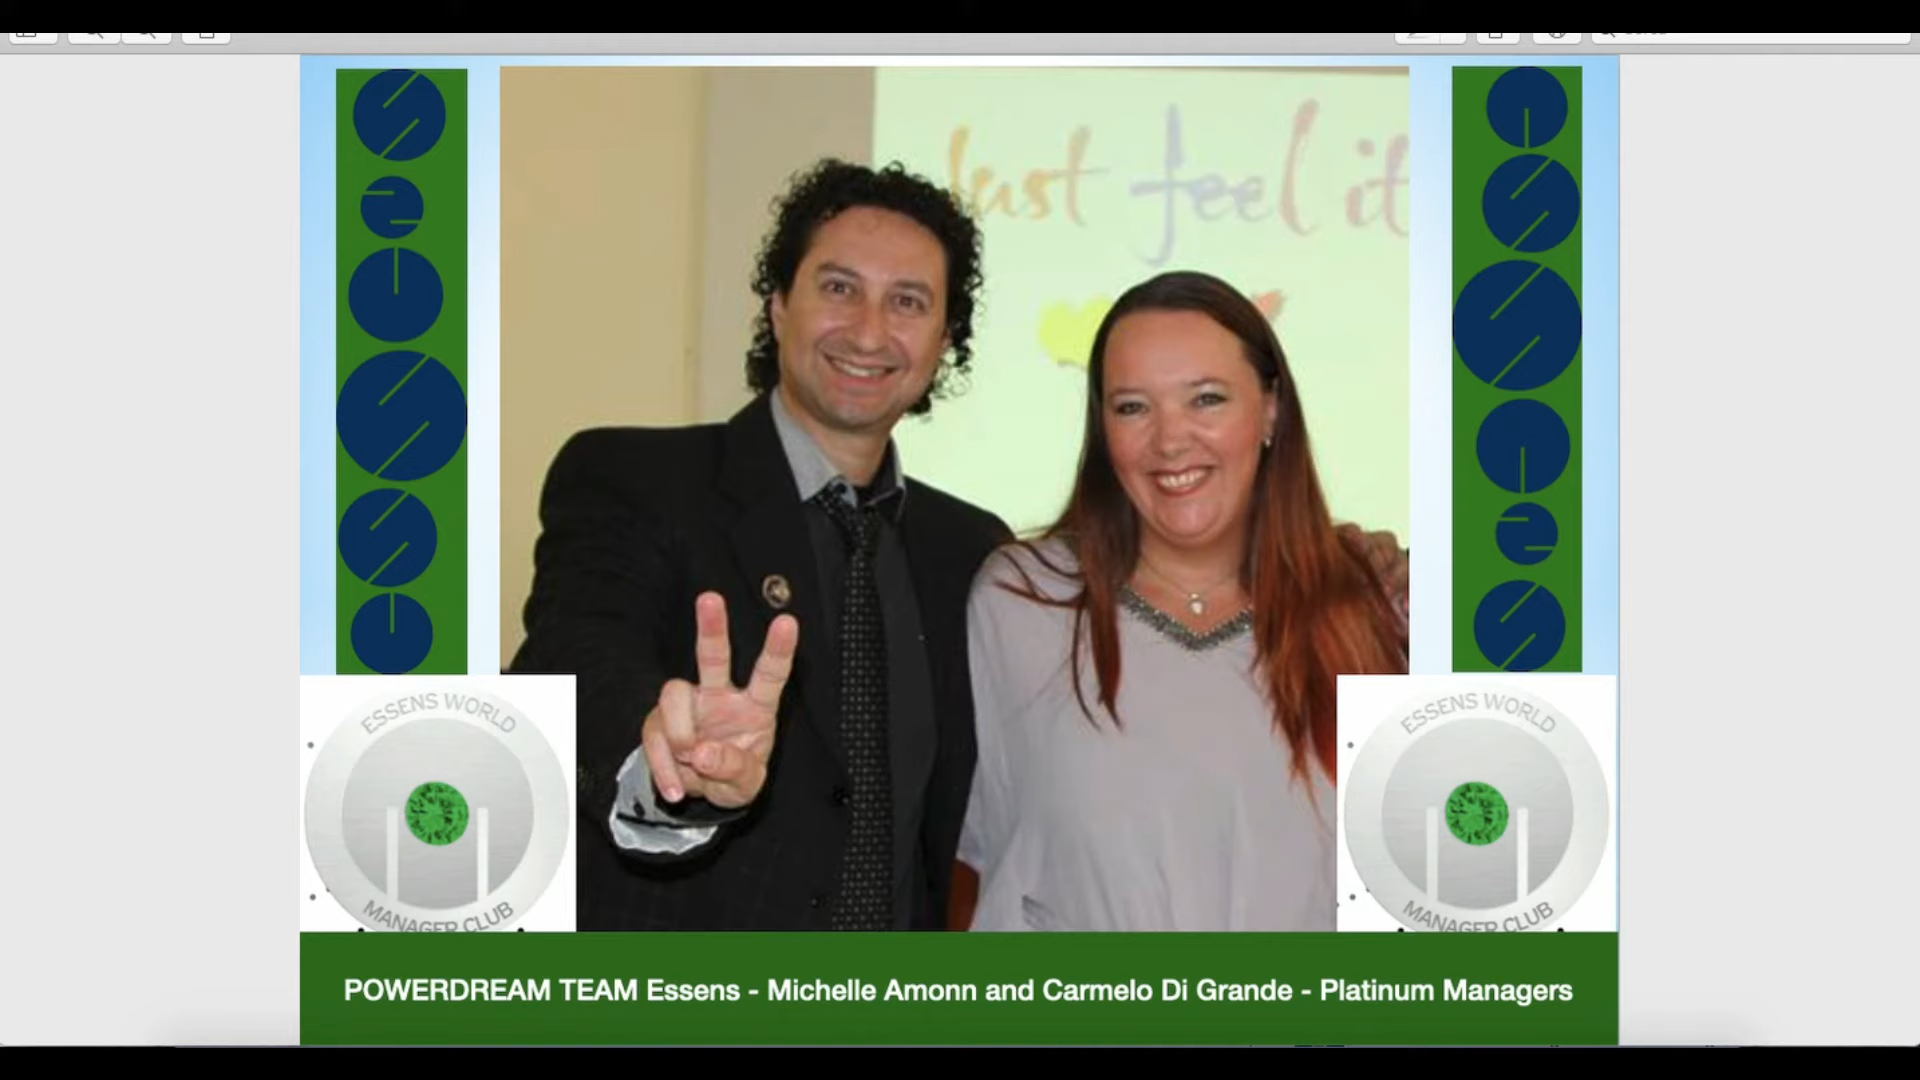 Just feel it
ESSENS WORLD
MANAGER CLUB
ESSENS WORLD
MANAGER CLUB
POWERDREAM TEAM Essens - Michelle Amonn and Carmelo Di Grande - Platinum Managers